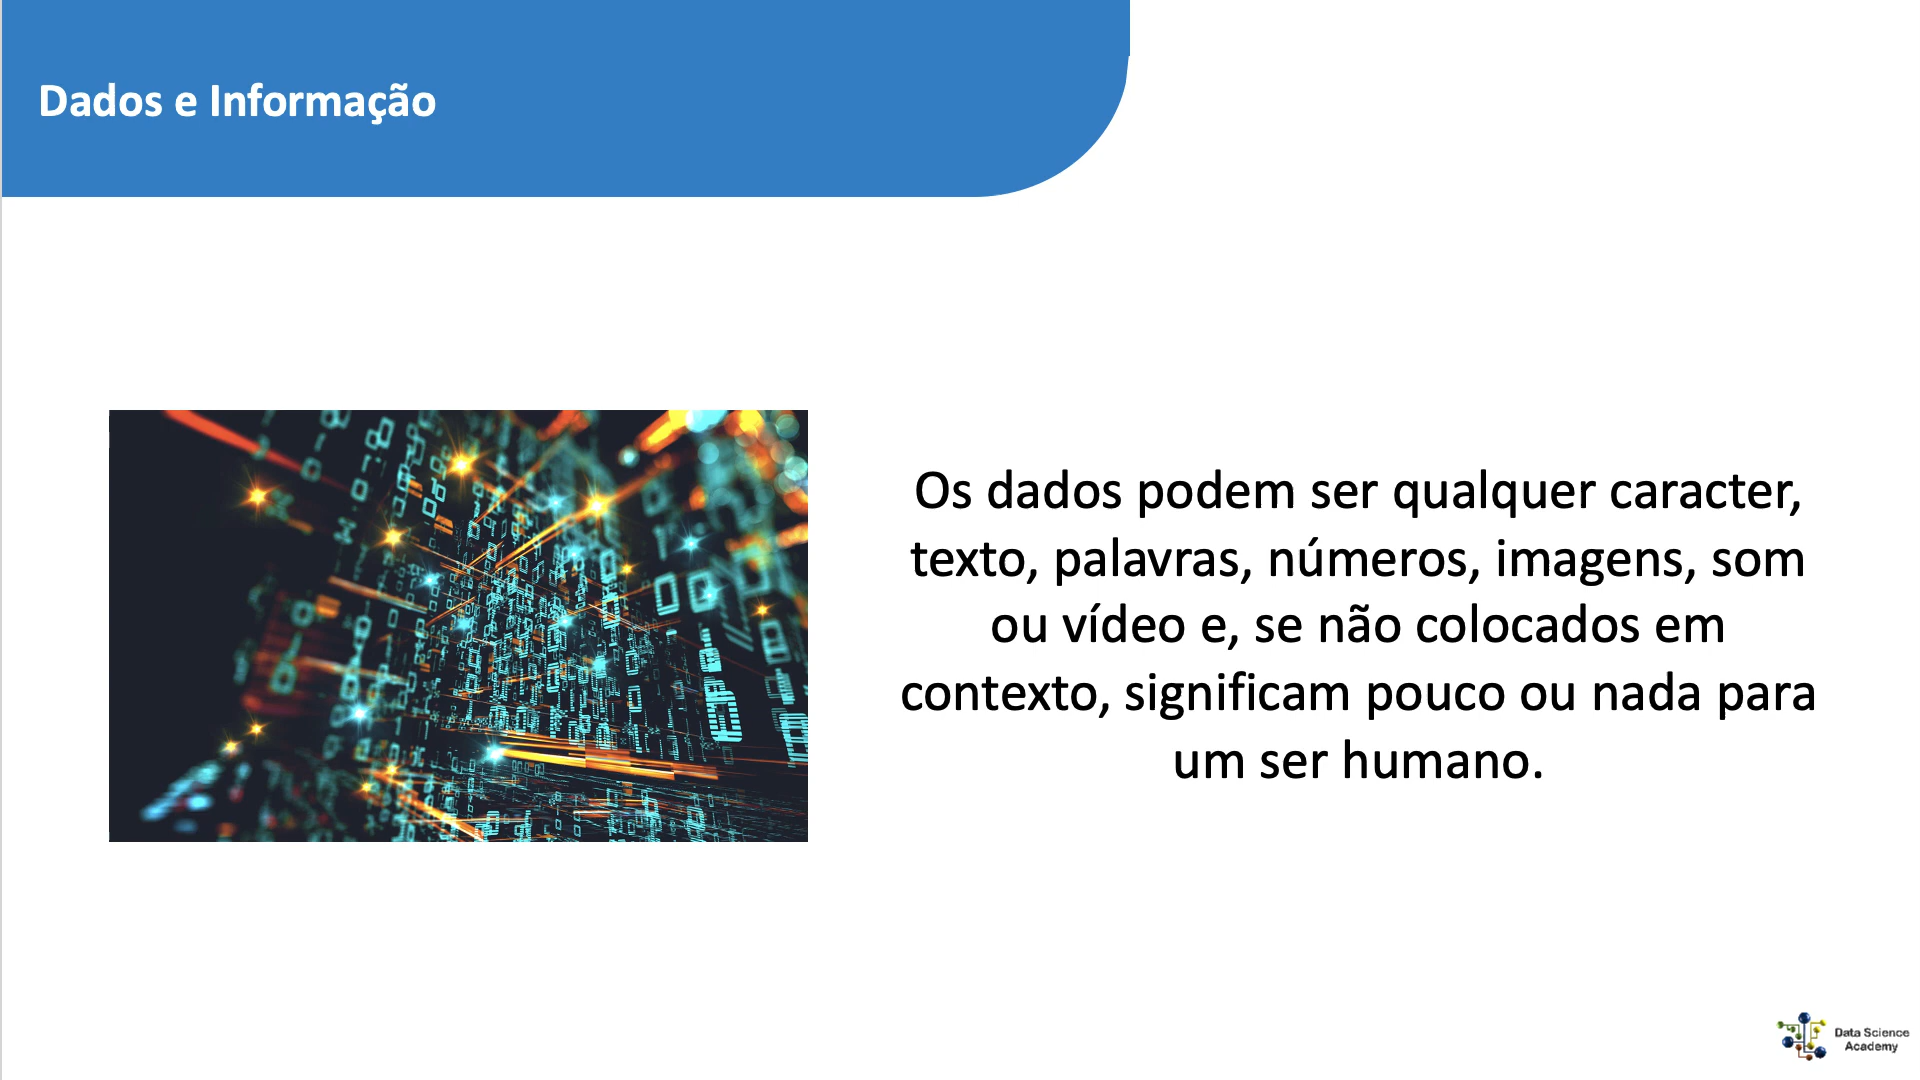 Dados e Informação
Os dados podem ser qualquer caracter,
texto, palavras, números, imagens, som
ou vídeo e, se não colocados em
contexto, significam pouco ou nada para
um ser humano.
Data Science
Academy